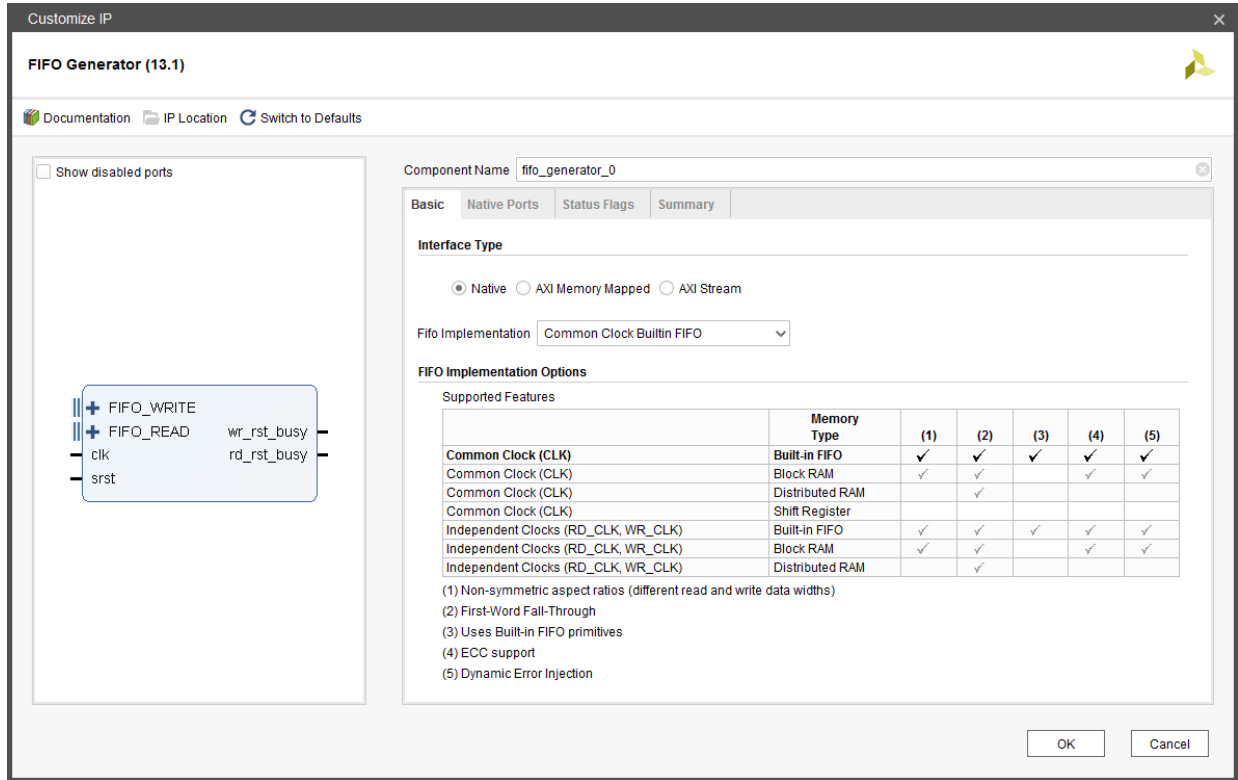 Customize IP
FIFO Generator (13.1)
Documentation IP Location Switch to Defaults
Show disabled ports
FIFO_WRITE
FIFO_READ wr_rst_busy
clk rd_rst_busy
srst
Component Name fifo_generator_0
Basic Native Ports Status Flags Summary
Interface Type
Native AXI Memory Mapped AXI Stream
Fifo Implementation Common Clock Builtin FIFO
FIFO Implementation Options
Supported Features
Memory
Type (1) (2) (3) (4) (5)
Common Clock (CLK) Built-in FIFO ✓ ✓ ✓ ✓ ✓
Common Clock (CLK) Block RAM ✓ ✓ ✓ ✓
Common Clock (CLK) Distributed RAM ✓
Common Clock (CLK) Shift Register
Independent Clocks (RD_CLK, WR_CLK) Built-in FIFO ✓ ✓ ✓ ✓ ✓
Independent Clocks (RD_CLK, WR_CLK) Block RAM ✓ ✓ ✓ ✓
Independent Clocks (RD_CLK, WR_CLK) Distributed RAM ✓
(1) Non-symmetric aspect ratios (different read and write data widths)
(2) First-Word Fall-Through
(3) Uses Built-in FIFO primitives
(4) ECC support
(5) Dynamic Error Injection
OK Cancel